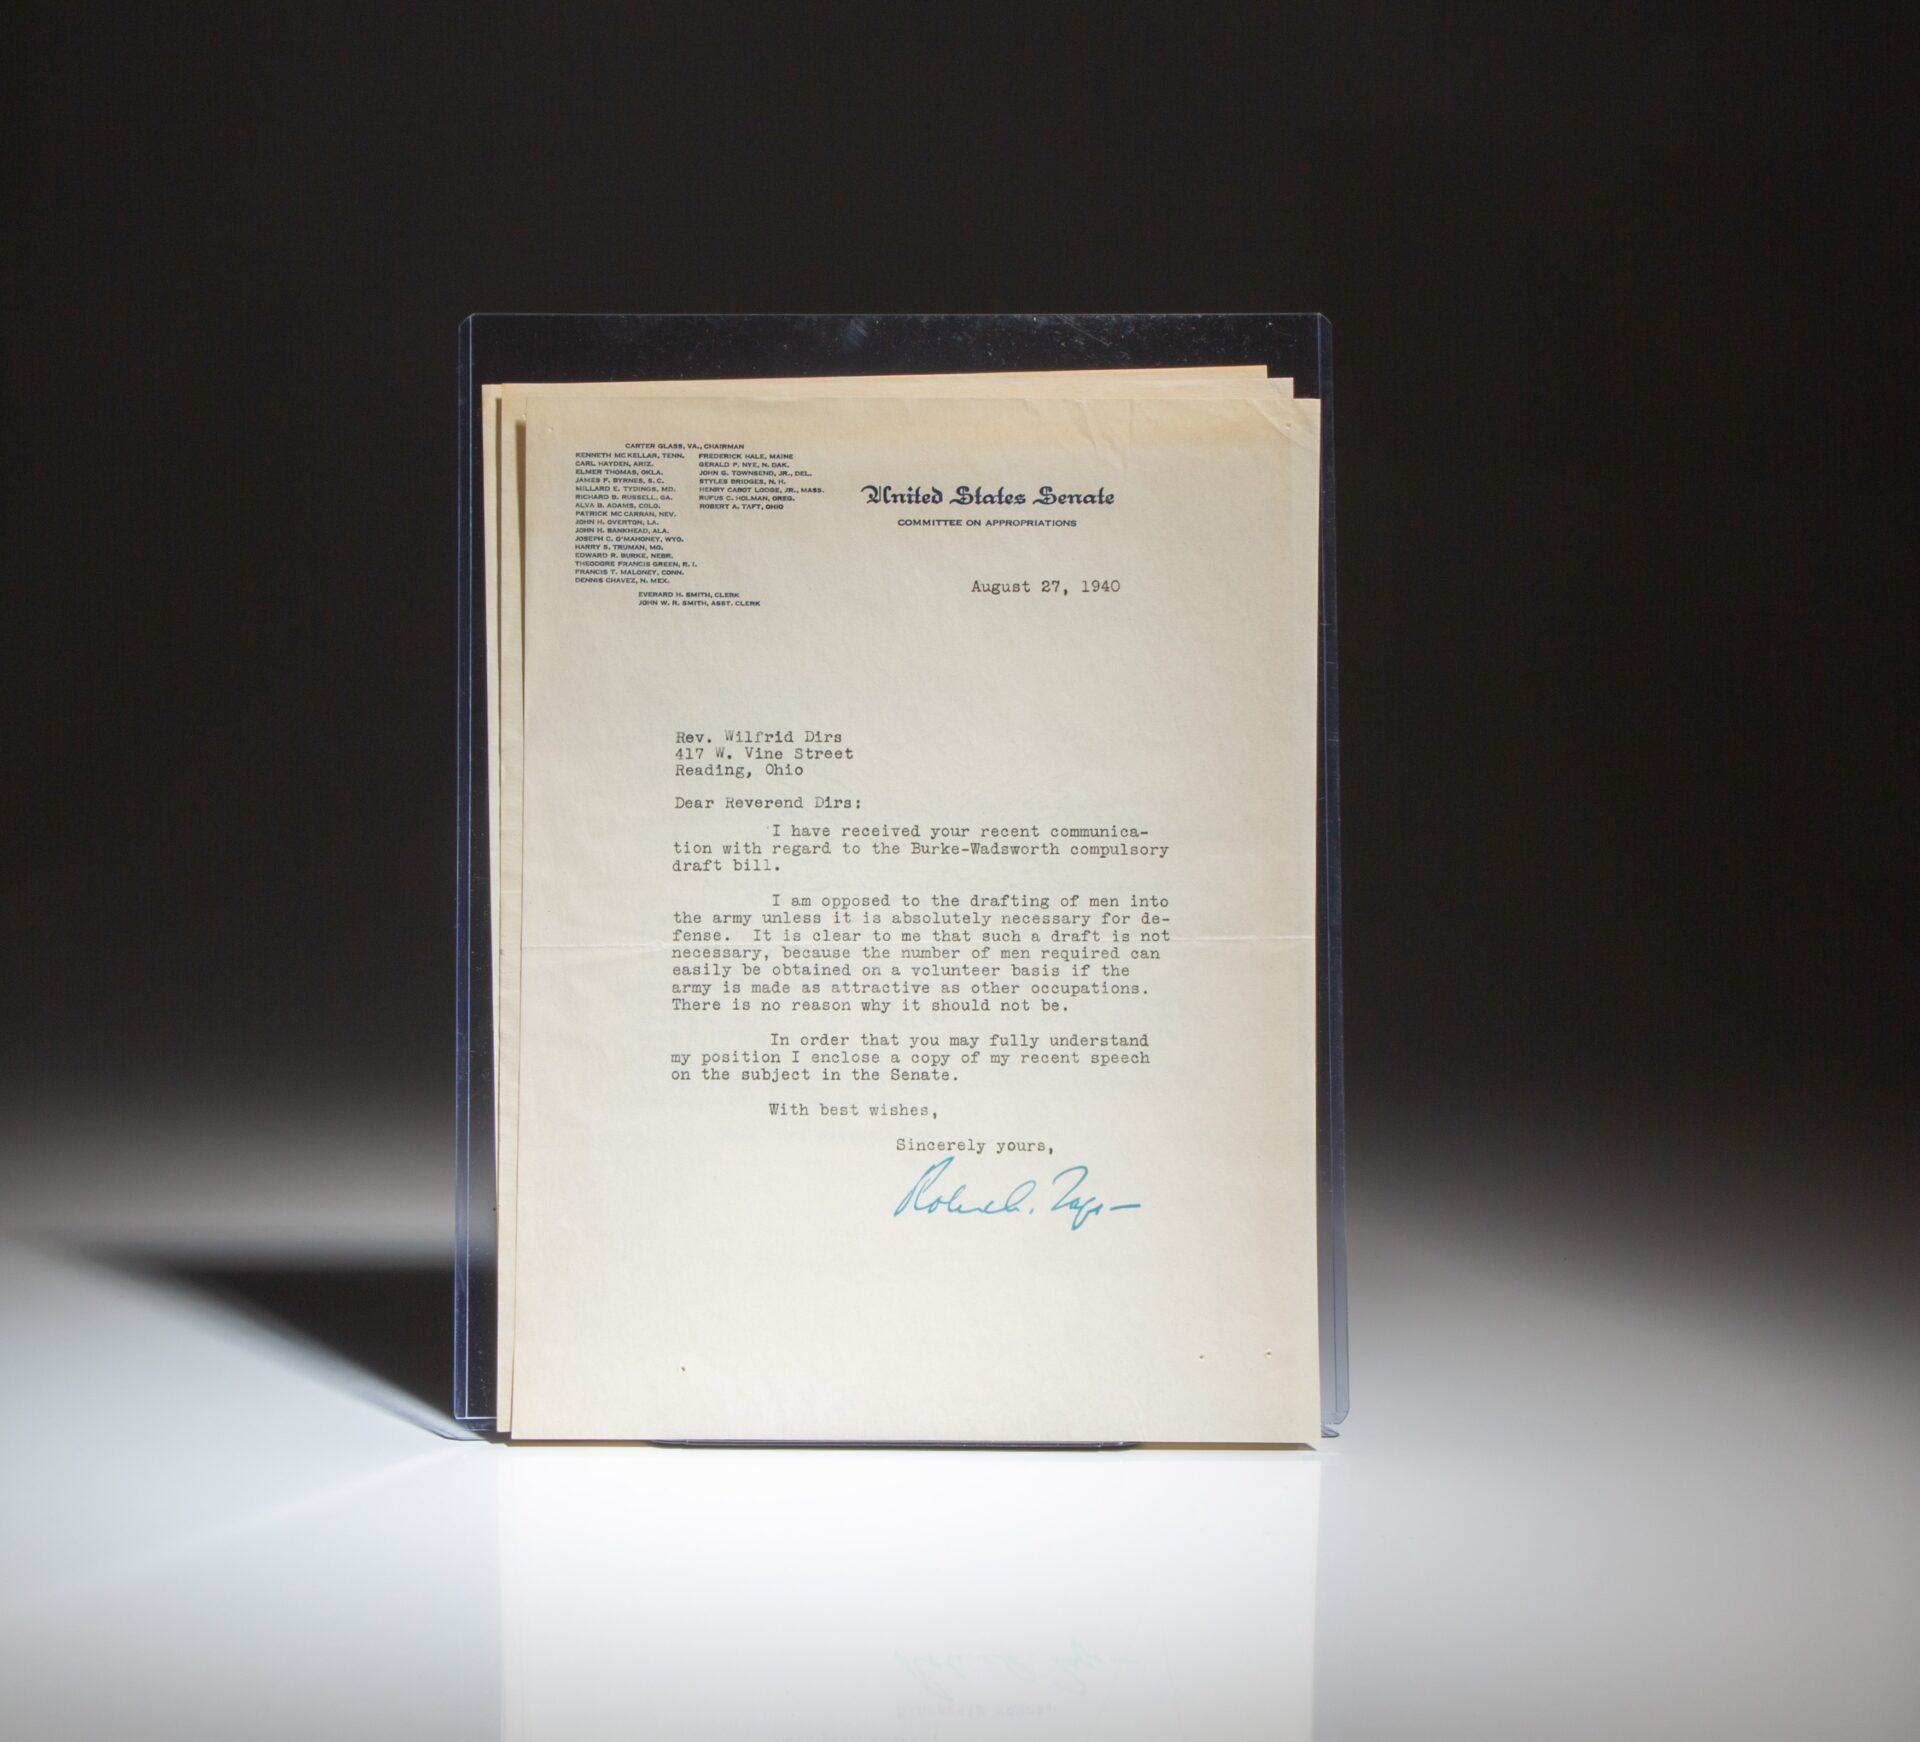 CARTER GLASS, VA., CHAIRMAN
KENNETH MC KELLAR, TENN.
CARL HAYDEN, ARIZ.
ELMER THOMAS, OKLA.
JAMES F. BYRNES, S. C.
MILLARD E. TYDINGS, MD.
RICHARD B. RUSSELL, GA.
ALVA B. ADAMS, COLO.
PATRICK MC CARRAN, NEV.
JOHN H. OVERTON, LA.
JOHN H. BANKHEAD, ALA.
JOSEPH C. O'MAHONEY, WYO.
HARRY S. TRUMAN, MO.
EDWARD R. BURKE, NEBR.
THEODORE FRANCIS GREEN, R. I.
FRANCIS T. MALONEY, CONN.
DENNIS CHAVEZ, N. MEX.
FREDERICK HALE, MAINE
GERALD P. NYE, N. DAK.
JOHN G. TOWNSEND, JR., DEL.
STYLES BRIDGES, N. H.
HENRY CABOT LODGE, JR., MASS.
RUFUS C. HOLMAN, OREG.
ROBERT A. TAFT, OHIO
EVERARD H. SMITH, CLERK
JOHN W. R. SMITH, ASST. CLERK
United States Senate
COMMITTEE ON APPROPRIATIONS
August 27, 1940
Rev. Wilfrid Dirs
417 W. Vine Street
Reading, Ohio
Dear Reverend Dirs:
I have received your recent communica-
tion with regard to the Burke-Wadsworth compulsory
draft bill.
I am opposed to the drafting of men into
the army unless it is absolutely necessary for de-
fense. It is clear to me that such a draft is not
necessary, because the number of men required can
easily be obtained on a volunteer basis if the
army is made as attractive as other occupations.
There is no reason why it should not be.
In order that you may fully understand
my position I enclose a copy of my recent speech
on the subject in the Senate.
With best wishes,
Sincerely yours,
Robert A. Taft